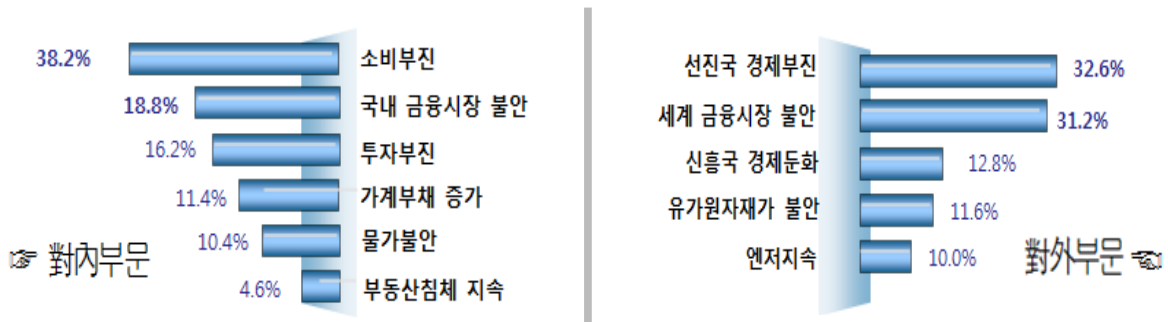 38.2% 소비부진
18.8% 국내 금융시장 불안
16.2% 투자부진
11.4% 가계부채 증가
10.4% 물가불안
4.6% 부동산침체 지속
☞ 對內부문
선진국 경제부진 32.6%
세계 금융시장 불안 31.2%
신흥국 경제둔화 12.8%
유가원자재가 불안 11.6%
엔저지속 10.0%
對外부문 ☜